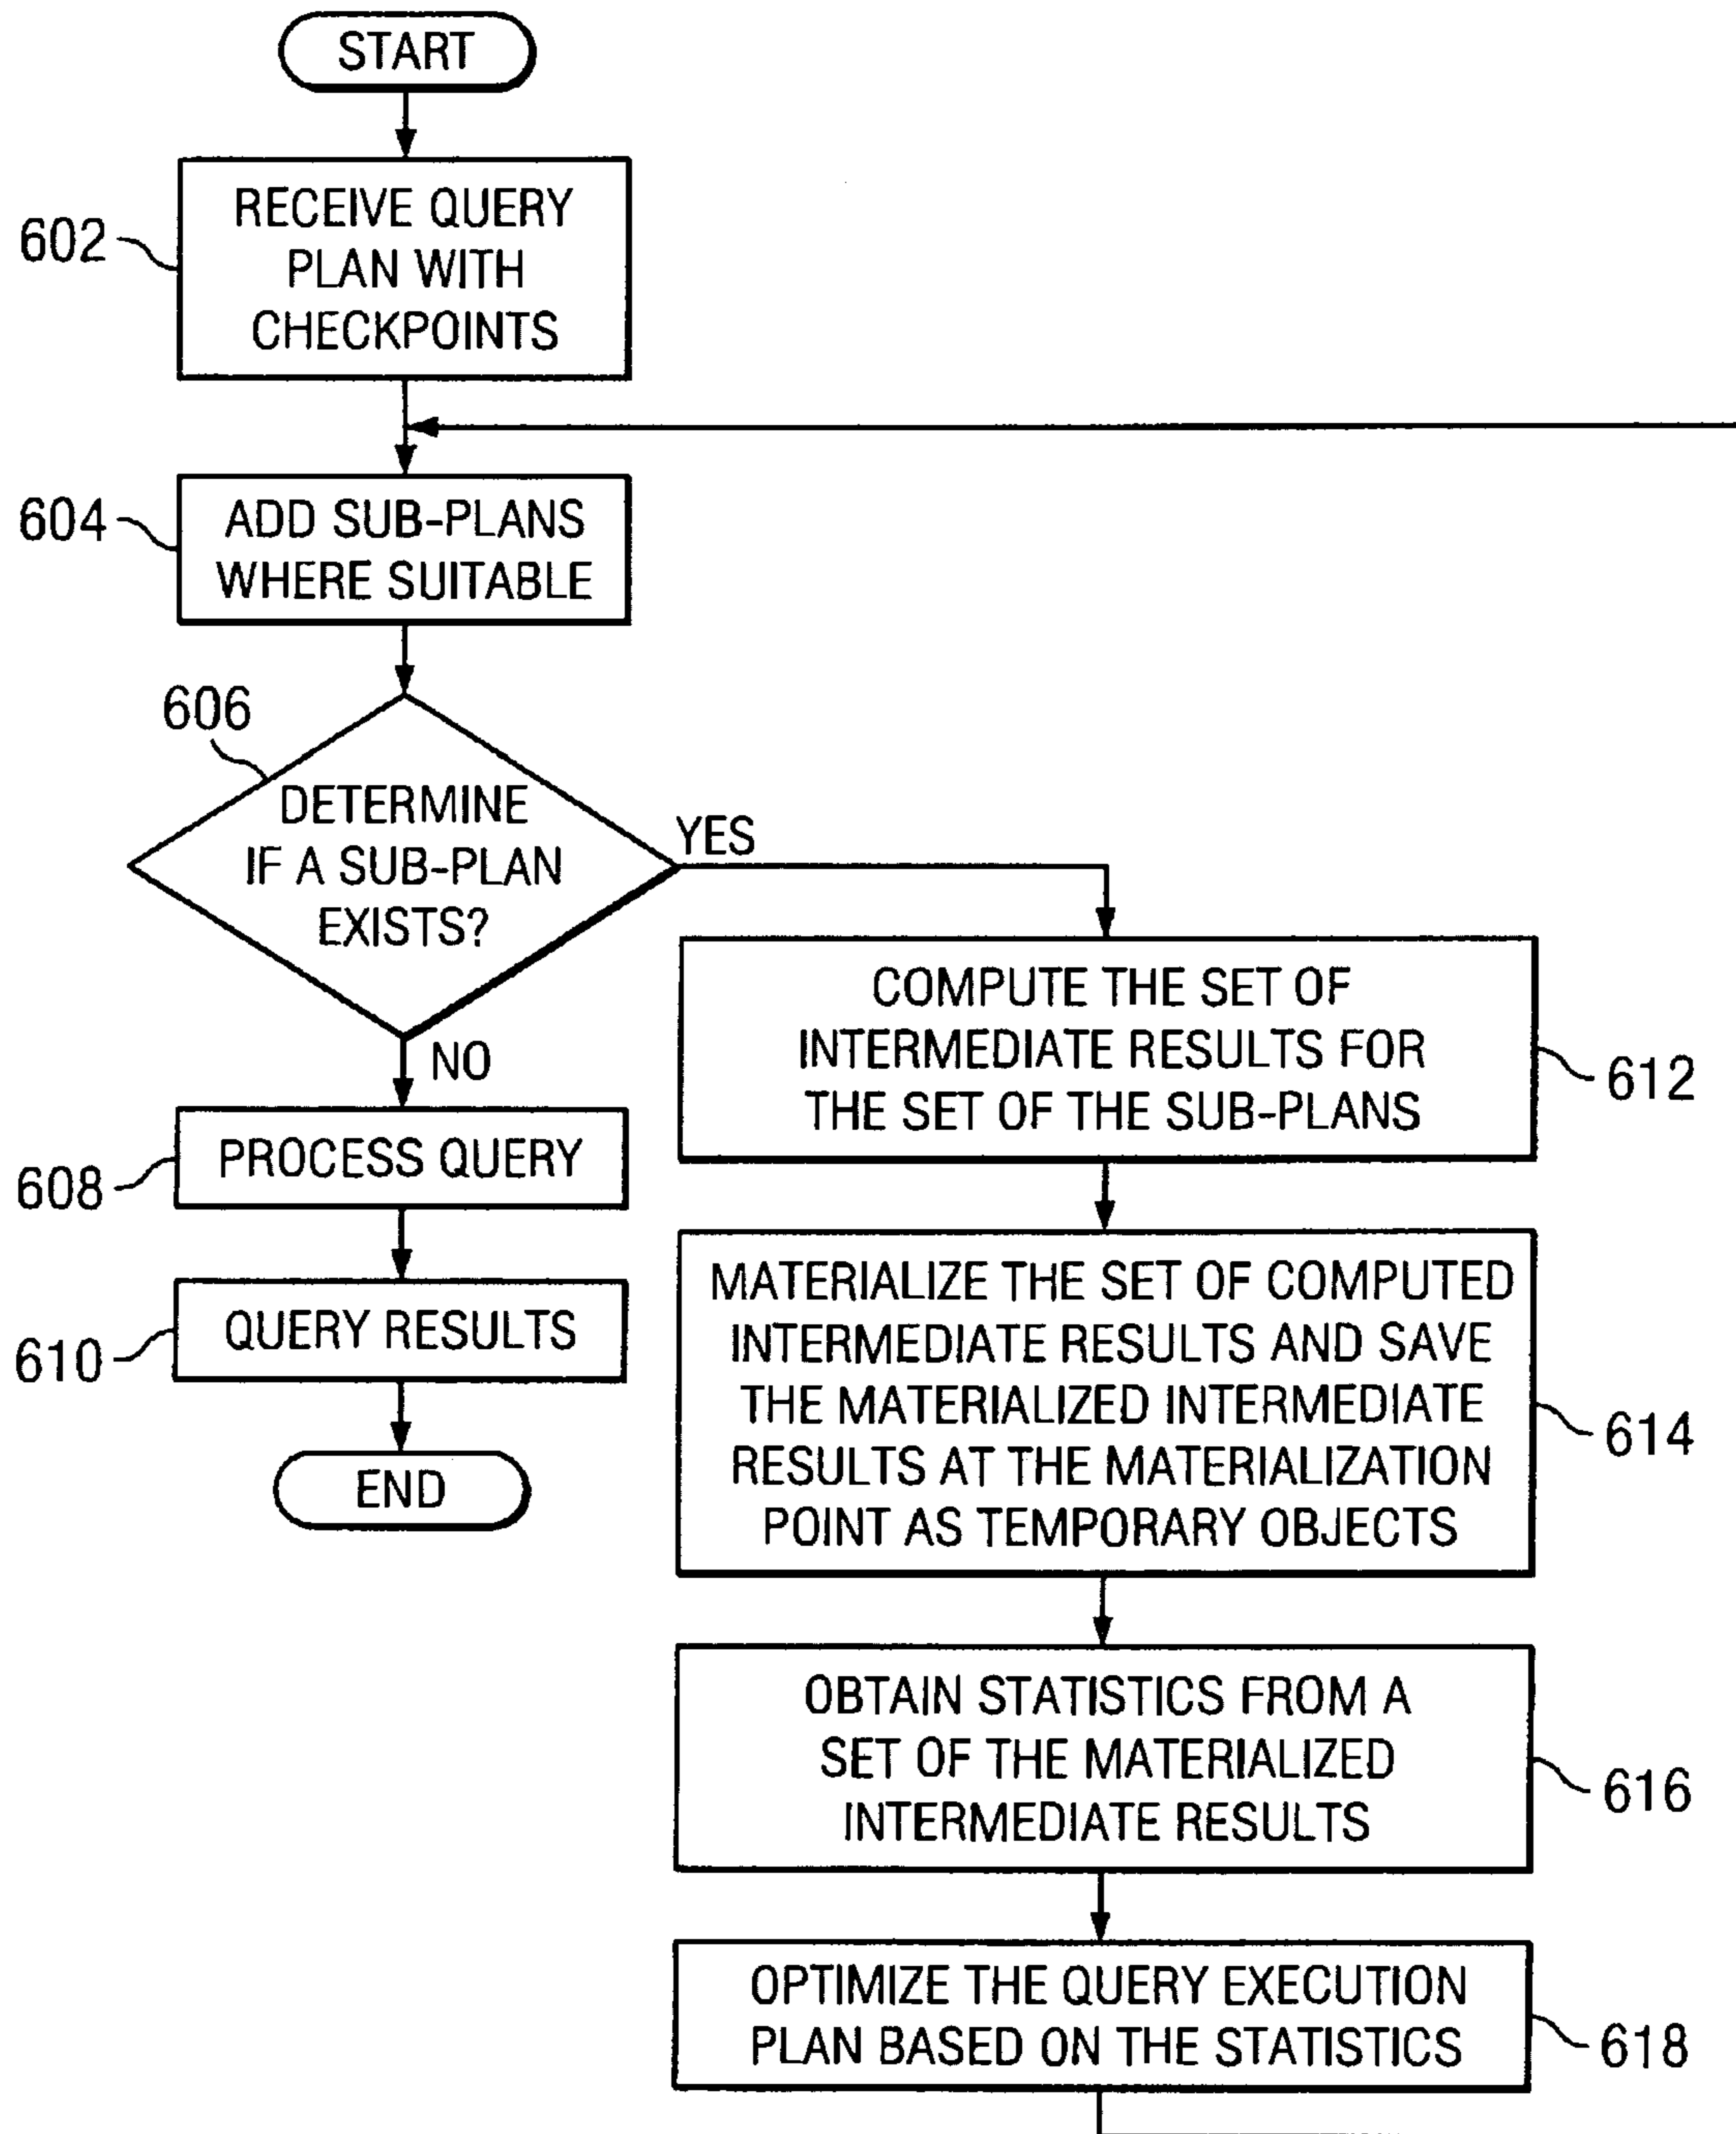 START
602
RECEIVE QUERY
PLAN WITH
CHECKPOINTS
604
ADD SUB-PLANS
WHERE SUITABLE
606
DETERMINE
IF A SUB-PLAN
EXISTS?
YES
NO
608
PROCESS QUERY
610
QUERY RESULTS
END
COMPUTE THE SET OF
INTERMEDIATE RESULTS FOR
THE SET OF THE SUB-PLANS
612
MATERIALIZE THE SET OF COMPUTED
INTERMEDIATE RESULTS AND SAVE
THE MATERIALIZED INTERMEDIATE
RESULTS AT THE MATERIALIZATION
POINT AS TEMPORARY OBJECTS
614
OBTAIN STATISTICS FROM A
SET OF THE MATERIALIZED
INTERMEDIATE RESULTS
616
OPTIMIZE THE QUERY EXECUTION
PLAN BASED ON THE STATISTICS
618